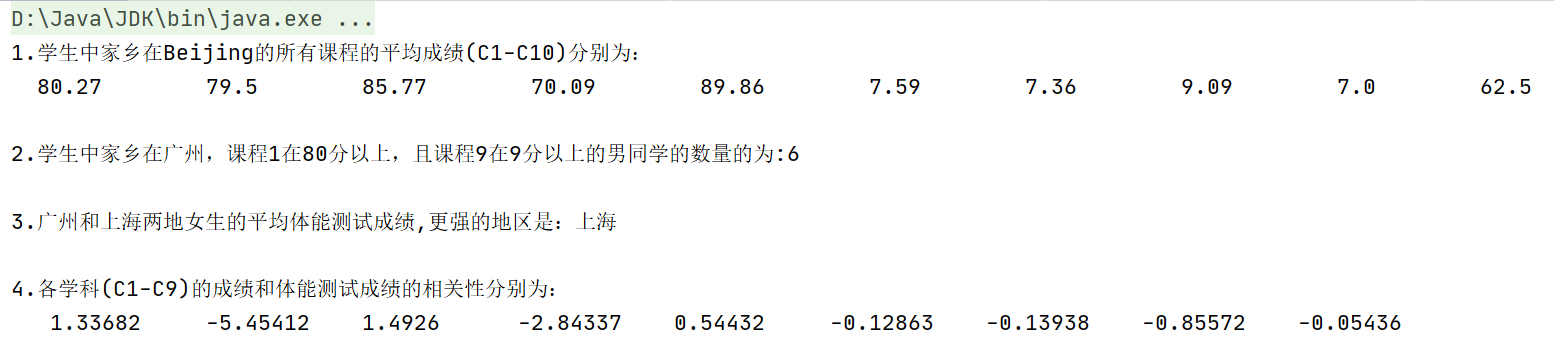 D:\Java\JDK\bin\java.exe ...
1.学生中家乡在Beijing的所有课程的平均成绩(C1-C10)分别为：
80.27 79.5 85.77 70.09 89.86 7.59 7.36 9.09 7.0 62.5
2.学生中家乡在广州，课程1在80分以上，且课程9在9分以上的男同学的数量的为:6
3.广州和上海两地女生的平均体能测试成绩,更强的地区是：上海
4.各学科(C1-C9)的成绩和体能测试成绩的相关性分别为：
1.33682 -5.45412 1.4926 -2.84337 0.54432 -0.12863 -0.13938 -0.85572 -0.05436